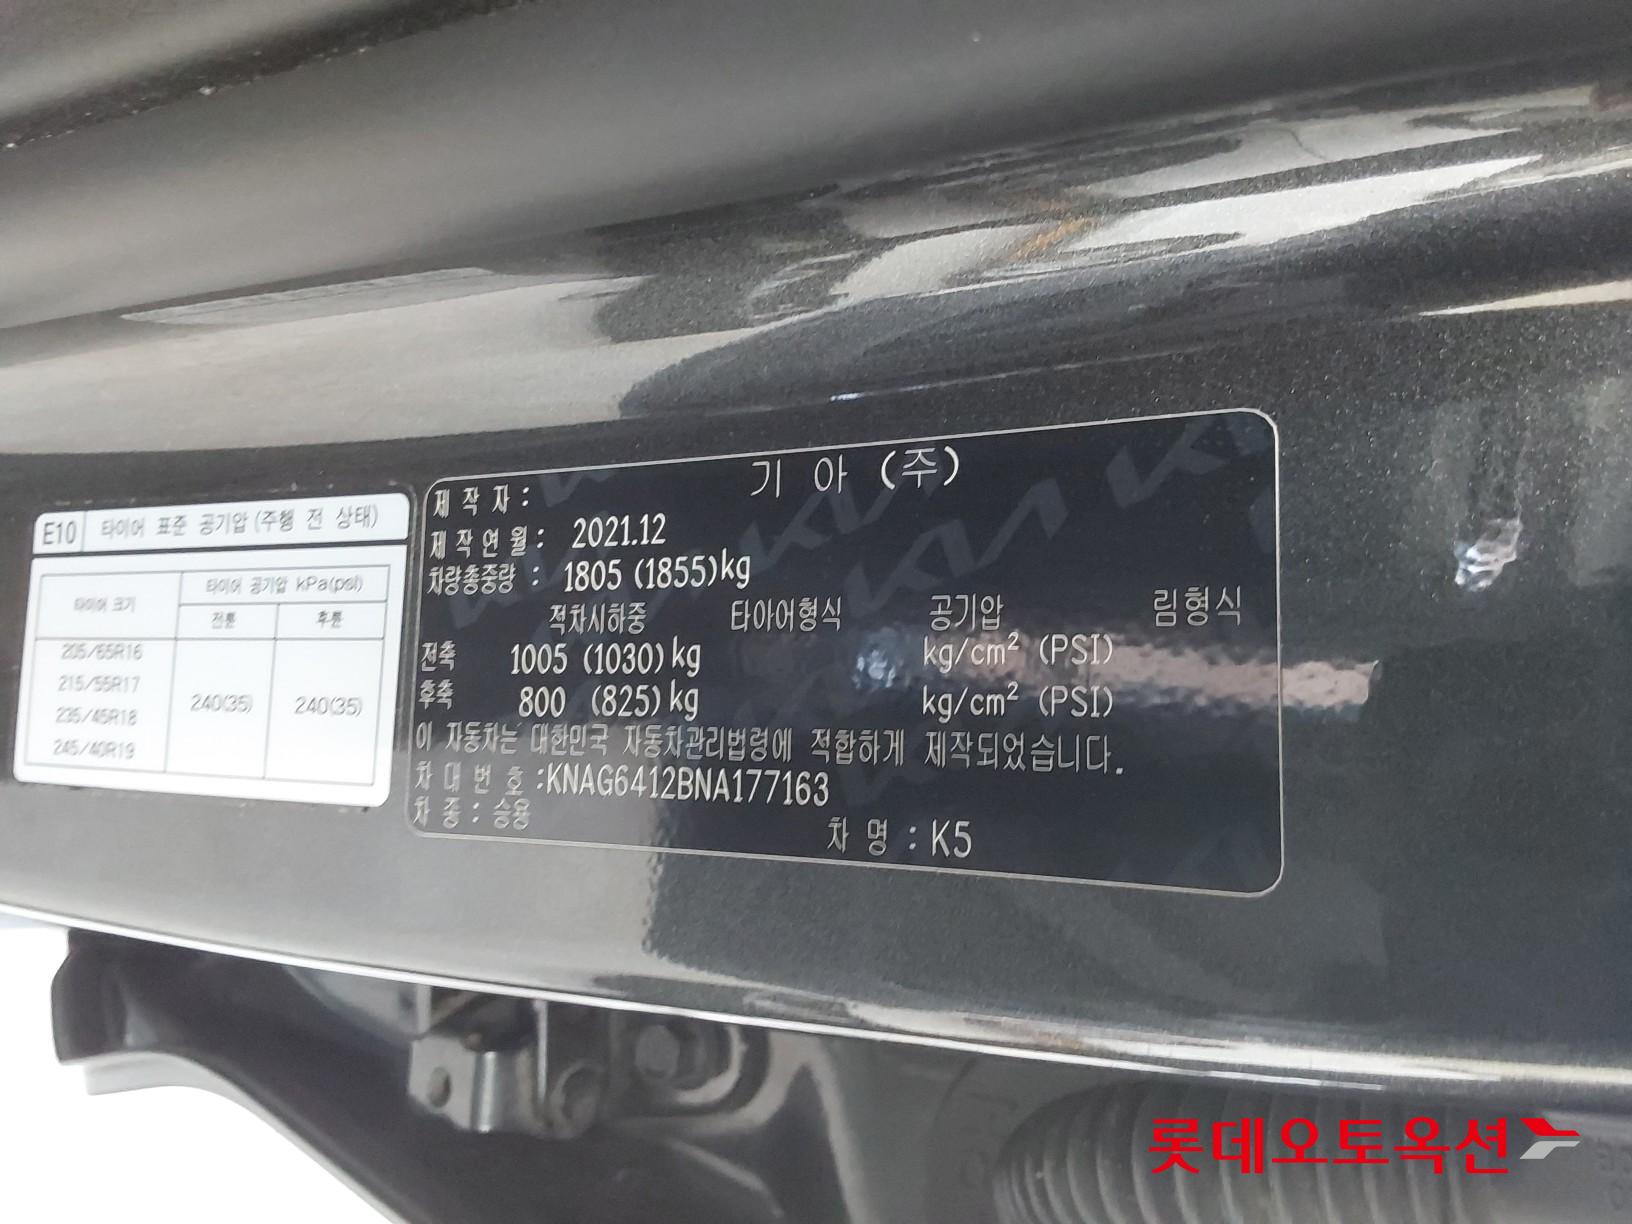 E10 타이어 표준 공기압 (주행 전 상태)
타이어 크기 타이어 공기압 kPa(psi)
전륜 후륜
205/65R16
215/55R17
235/45R18
245/40R19
240(35) 240(35)
제작자: 기아(주)
제작연월: 2021.12
차량총중량 : 1805 (1855)kg
적차시하중 타아어형식 공기압 림형식
전축 1005 (1030)kg kg/cm² (PSI)
후축 800 (825)kg kg/cm² (PSI)
이 자동차는 대한민국 자동차관리법령에 적합하게 제작되었습니다.
차대번호:KNAG6412BNA177163
차종:승용
차명:K5
롯데오토옥션